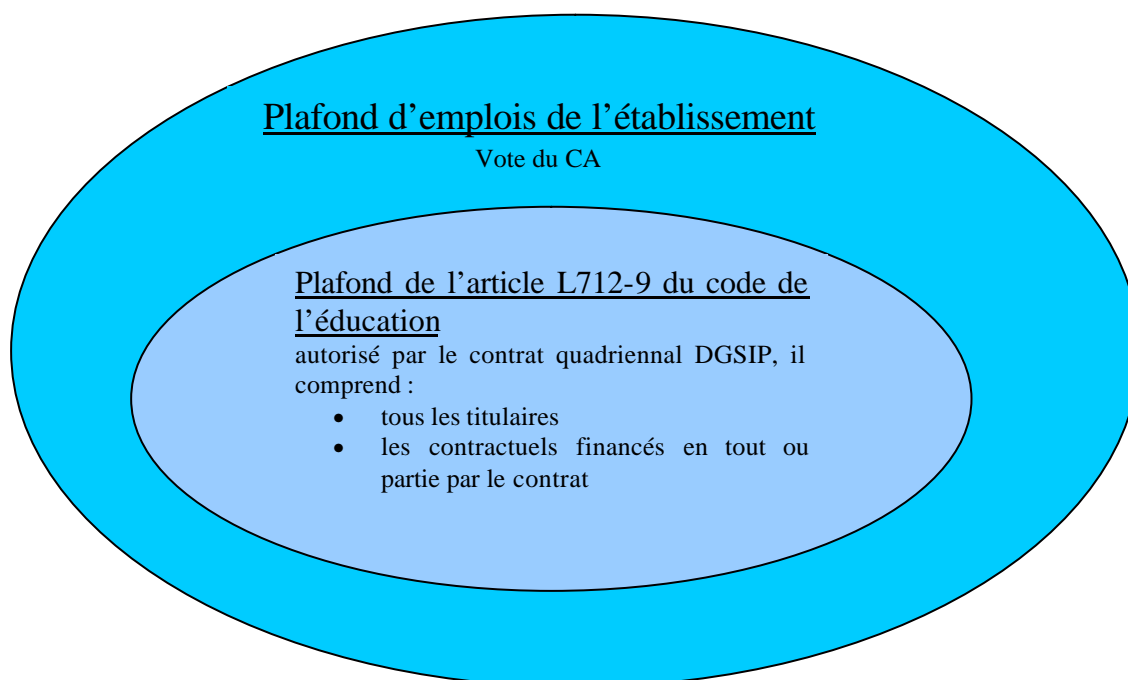 Plafond d’emplois de l’établissement
Vote du CA
Plafond de l’article L712-9 du code de
l’éducation
autorisé par le contrat quadriennal DGSIP, il
comprend :
• tous les titulaires
• les contractuels financés en tout ou
partie par le contrat